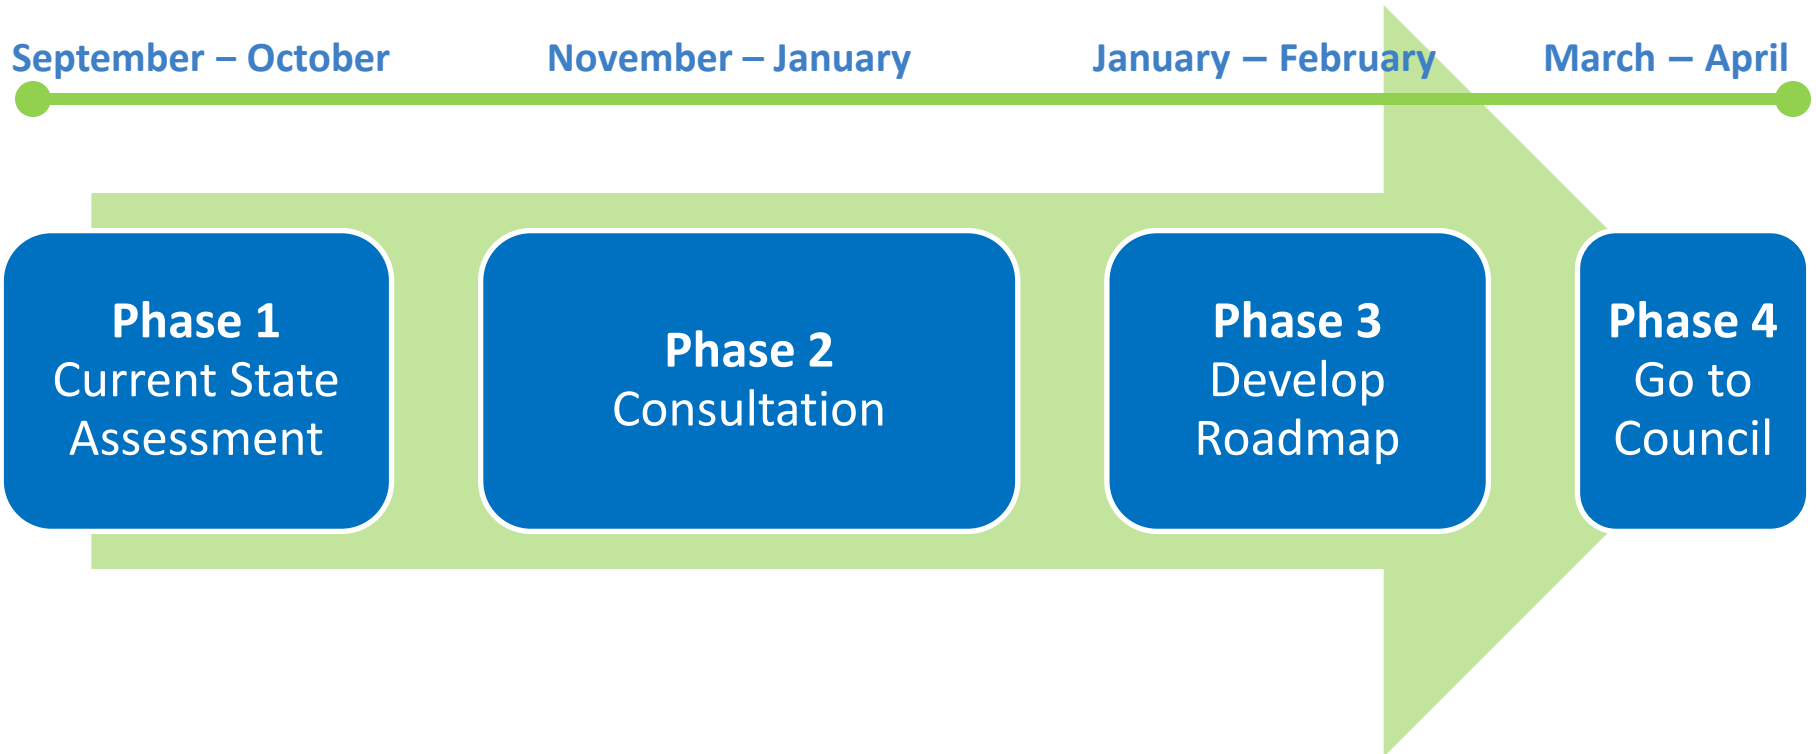 September – October
November – January
January – February
March – April
Phase 1
Current State
Assessment
Phase 2
Consultation
Phase 3
Develop
Roadmap
Phase 4
Go to
Council